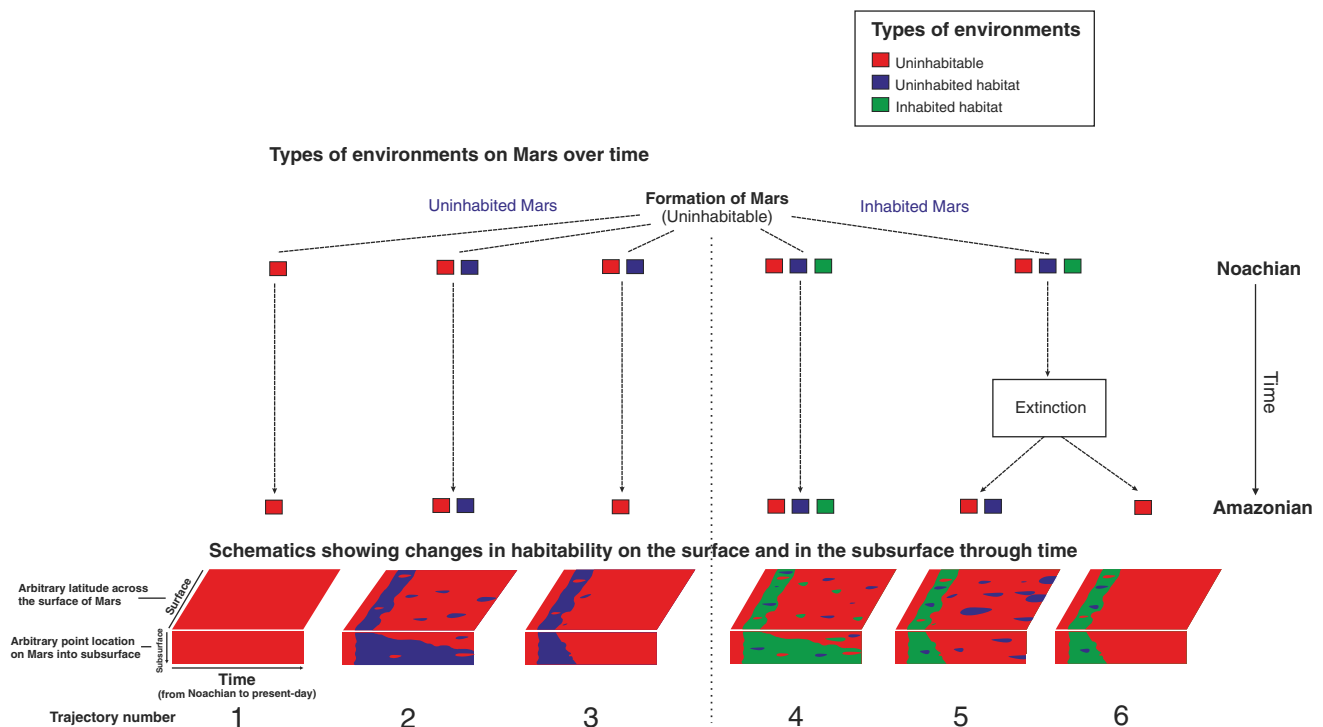 Types of environments
Uninhabitable
Uninhabited habitat
Inhabited habitat
Types of environments on Mars over time
Formation of Mars
(Uninhabitable)
Uninhabited Mars
Inhabited Mars
Noachian
Time
Extinction
Amazonian
Schematics showing changes in habitability on the surface and in the subsurface through time
Arbitrary latitude across
the surface of Mars
Surface
Arbitrary point location
on Mars into subsurface
Subsurface
Time
(from Noachian to present-day)
Trajectory number
1
2
3
4
5
6